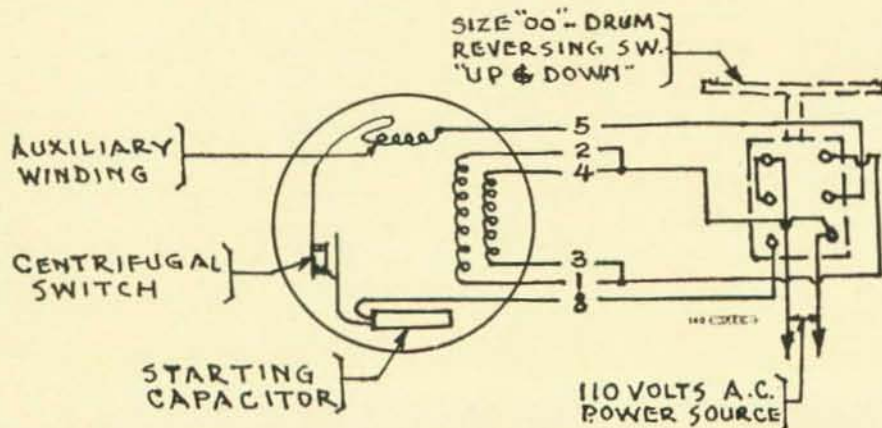 SIZE "OO" - DRUM
REVERSING SW.
"UP & DOWN"
AUXILIARY
WINDING
5
2
4
CENTRIFUGAL
SWITCH
3
1
8
STARTING
CAPACITOR
110 VOLTS A.C.
POWER SOURCE